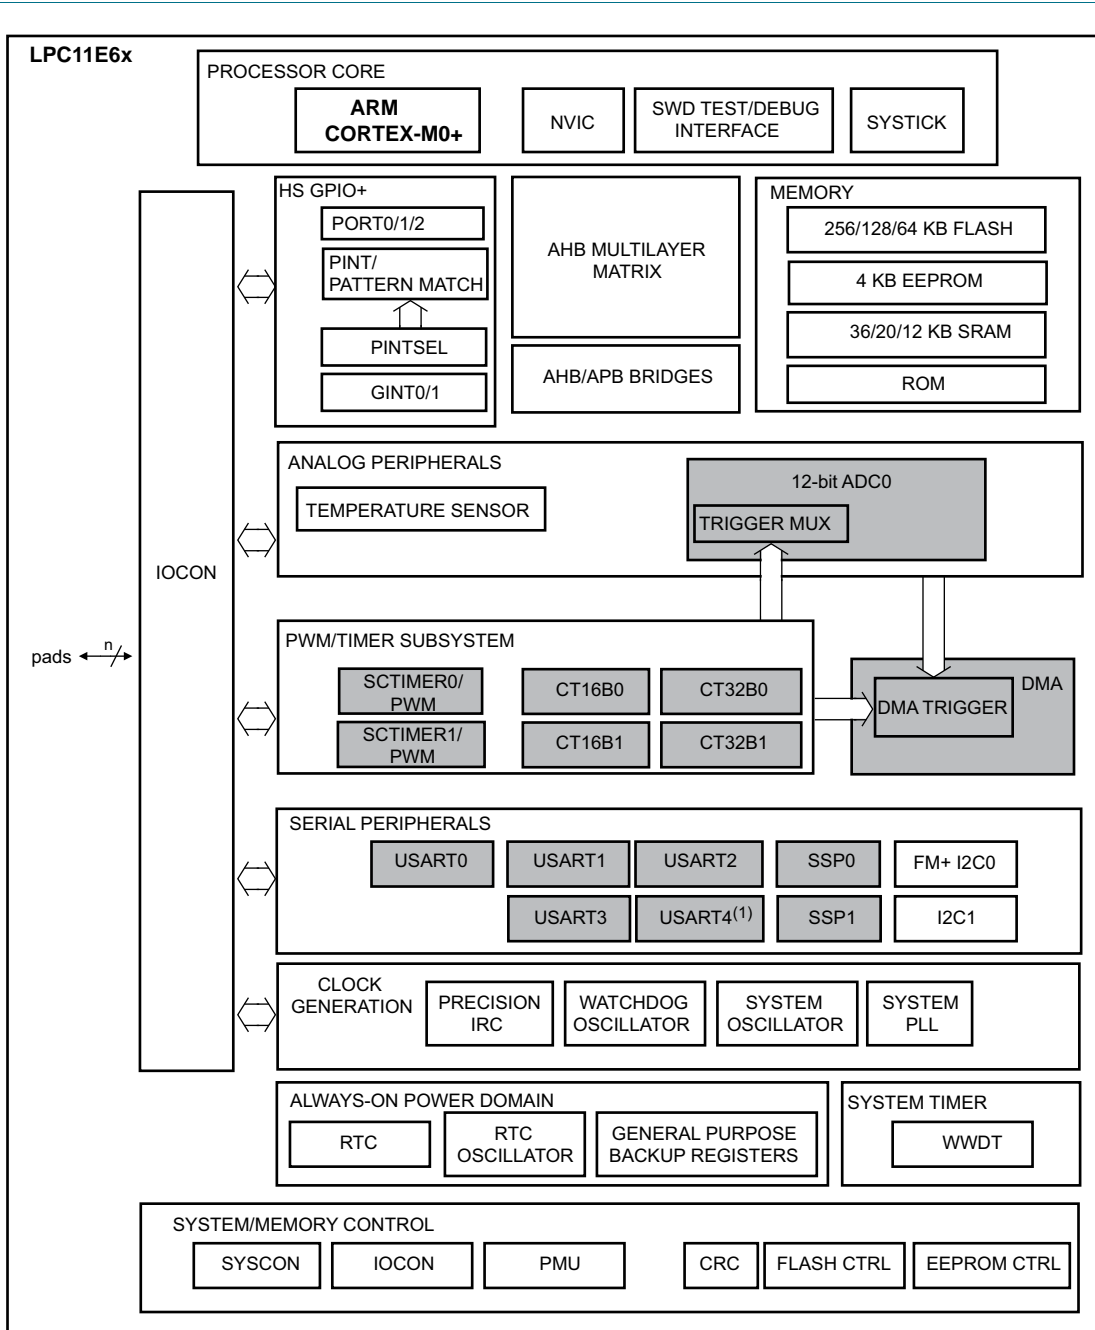 LPC11E6x
PROCESSOR CORE
ARM
CORTEX-M0+
NVIC
SWD TEST/DEBUG
INTERFACE
SYSTICK
HS GPIO+
PORT0/1/2
PINT/
PATTERN MATCH
PINTSEL
GINT0/1
AHB MULTILAYER
MATRIX
AHB/APB BRIDGES
MEMORY
256/128/64 KB FLASH
4 KB EEPROM
36/20/12 KB SRAM
ROM
IOCON
pads
n
ANALOG PERIPHERALS
TEMPERATURE SENSOR
12-bit ADC0
TRIGGER MUX
PWM/TIMER SUBSYSTEM
SCTIMER0/
PWM
CT16B0
CT32B0
SCTIMER1/
PWM
CT16B1
CT32B1
DMA
DMA TRIGGER
SERIAL PERIPHERALS
USART0
USART1
USART2
SSP0
FM+ I2C0
USART3
USART4(1)
SSP1
I2C1
CLOCK
GENERATION
PRECISION
IRC
WATCHDOG
OSCILLATOR
SYSTEM
OSCILLATOR
SYSTEM
PLL
ALWAYS-ON POWER DOMAIN
RTC
RTC
OSCILLATOR
GENERAL PURPOSE
BACKUP REGISTERS
SYSTEM TIMER
WWDT
SYSTEM/MEMORY CONTROL
SYSCON
IOCON
PMU
CRC
FLASH CTRL
EEPROM CTRL